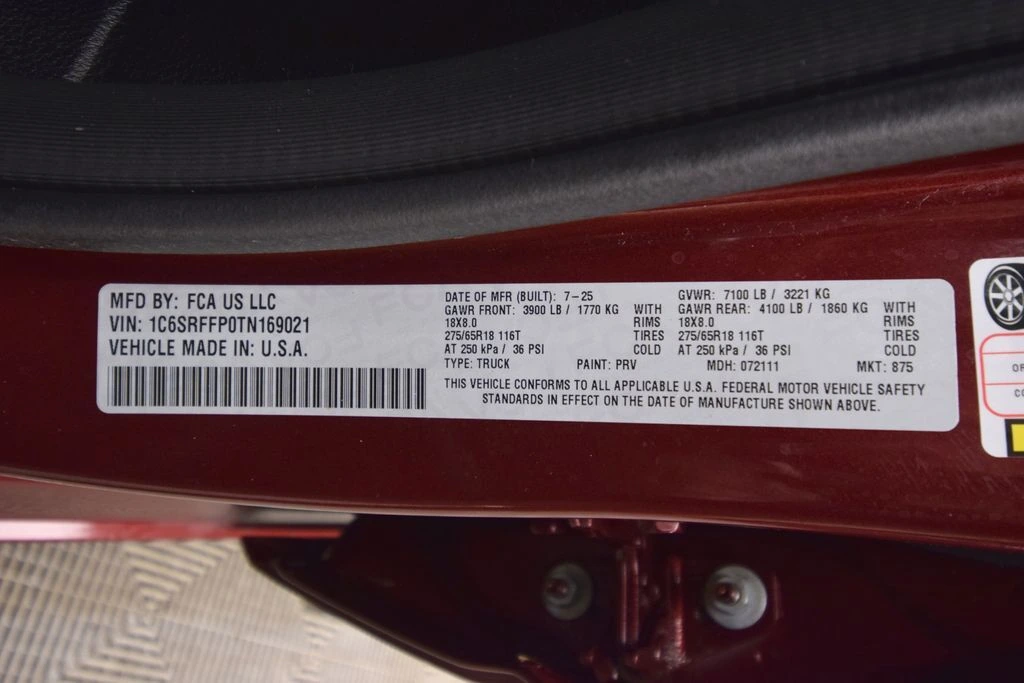 MFD BY: FCA US LLC
VIN: 1C6SRFFP0TN169021
VEHICLE MADE IN: U.S.A.
DATE OF MFR (BUILT): 7-25 GVWR: 7100 LB / 3221 KG
GAWR FRONT: 3900 LB / 1770 KG WITH GAWR REAR: 4100 LB / 1860 KG WITH
18X8.0 RIMS 18X8.0 RIMS
275/65R18 116T TIRES 275/65R18 116T TIRES
AT 250 kPa / 36 PSI COLD AT 250 kPa / 36 PSI COLD
TYPE: TRUCK PAINT: PRV MDH: 072111 MKT: 875
THIS VEHICLE CONFORMS TO ALL APPLICABLE U.S.A. FEDERAL MOTOR VEHICLE SAFETY
STANDARDS IN EFFECT ON THE DATE OF MANUFACTURE SHOWN ABOVE.